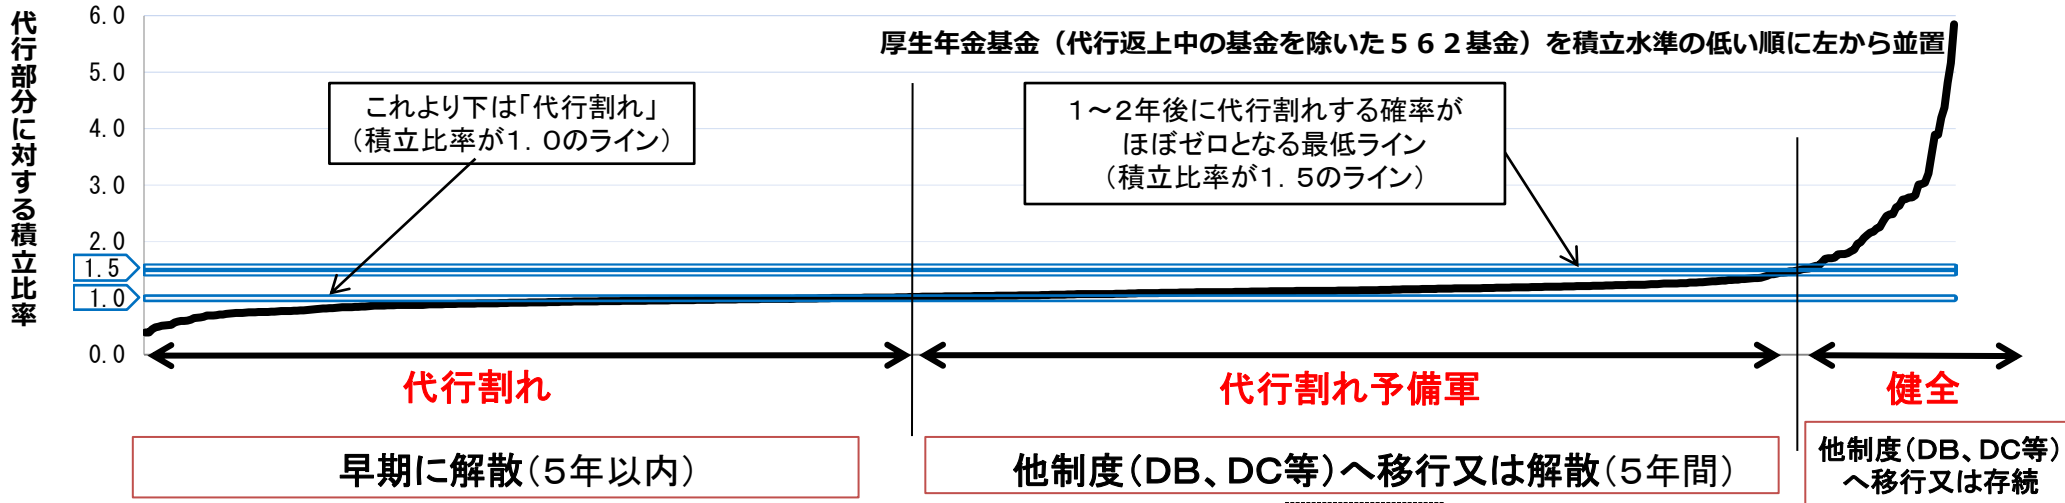 代行部分に対する積立比率
6.0
5.0
4.0
3.0
2.0
1.5
1.0
0.0
厚生年金基金（代行返上中の基金を除いた５６２基金）を積立水準の低い順に左から並置
これより下は「代行割れ」
（積立比率が１．０のライン）
１～２年後に代行割れする確率が
ほぼゼロとなる最低ライン
（積立比率が１．５のライン）
代行割れ
代行割れ予備軍
健全
早期に解散（５年以内）
他制度（ＤＢ、ＤＣ等）へ移行又は解散（５年間）
他制度（ＤＢ、ＤＣ等）
へ移行又は存続